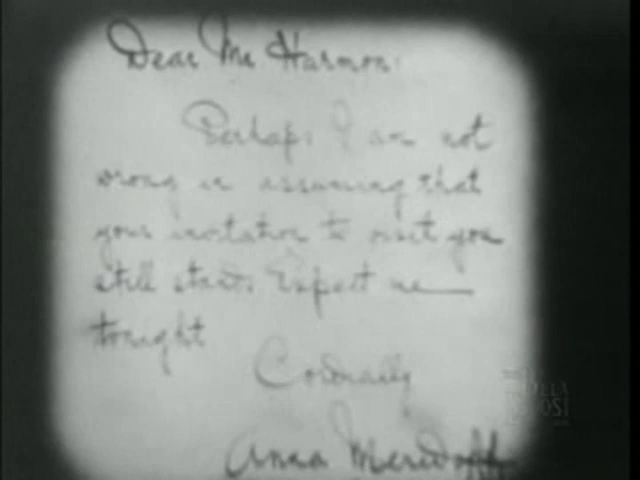 Dear Mr Harmon:
Perhaps I am not
wrong in assuming that
your invitation to visit you
still stands. Expect me—
tonight
Cordially
Anna